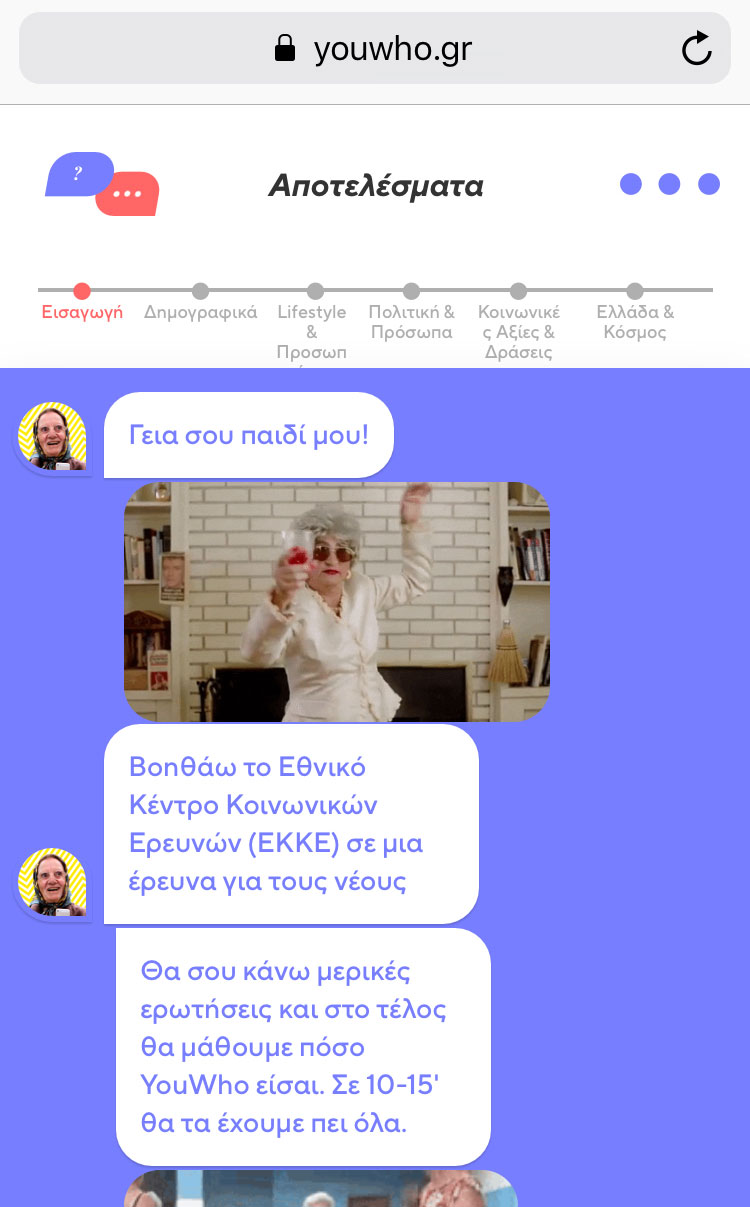 youwho.gr
?
...
Αποτελέσματα
Εισαγωγή
Δημογραφικά
Lifestyle
&
Προσωπ
Πολιτική &
Πρόσωπα
Κοινωνικέ
ς Αξίες &
Δράσεις
Ελλάδα &
Κόσμος
Γεια σου παιδί μου!
Βοηθάω το Εθνικό
Κέντρο Κοινωνικών
Ερευνών (ΕΚΚΕ) σε μια
έρευνα για τους νέους
Θα σου κάνω μερικές
ερωτήσεις και στο τέλος
θα μάθουμε πόσο
YouWho είσαι. Σε 10-15'
θα τα έχουμε πει όλα.